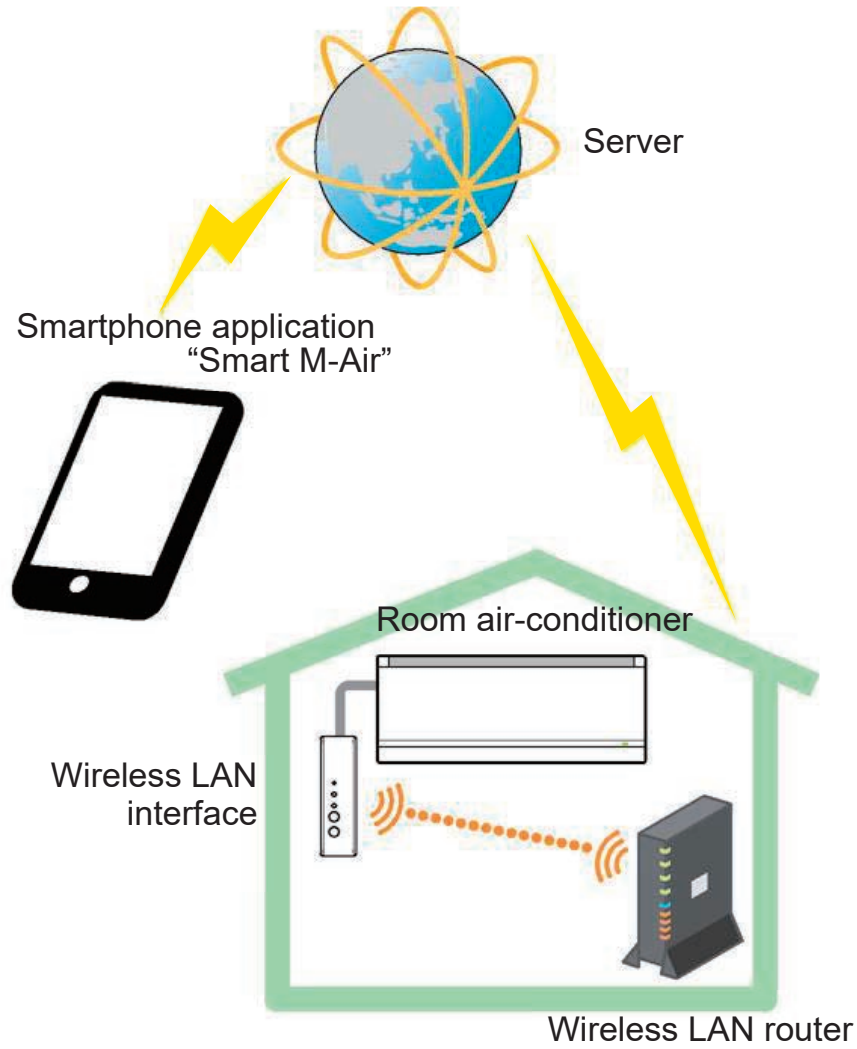 Server
Smartphone application
“Smart M-Air”
Room air-conditioner
Wireless LAN
interface
Wireless LAN router